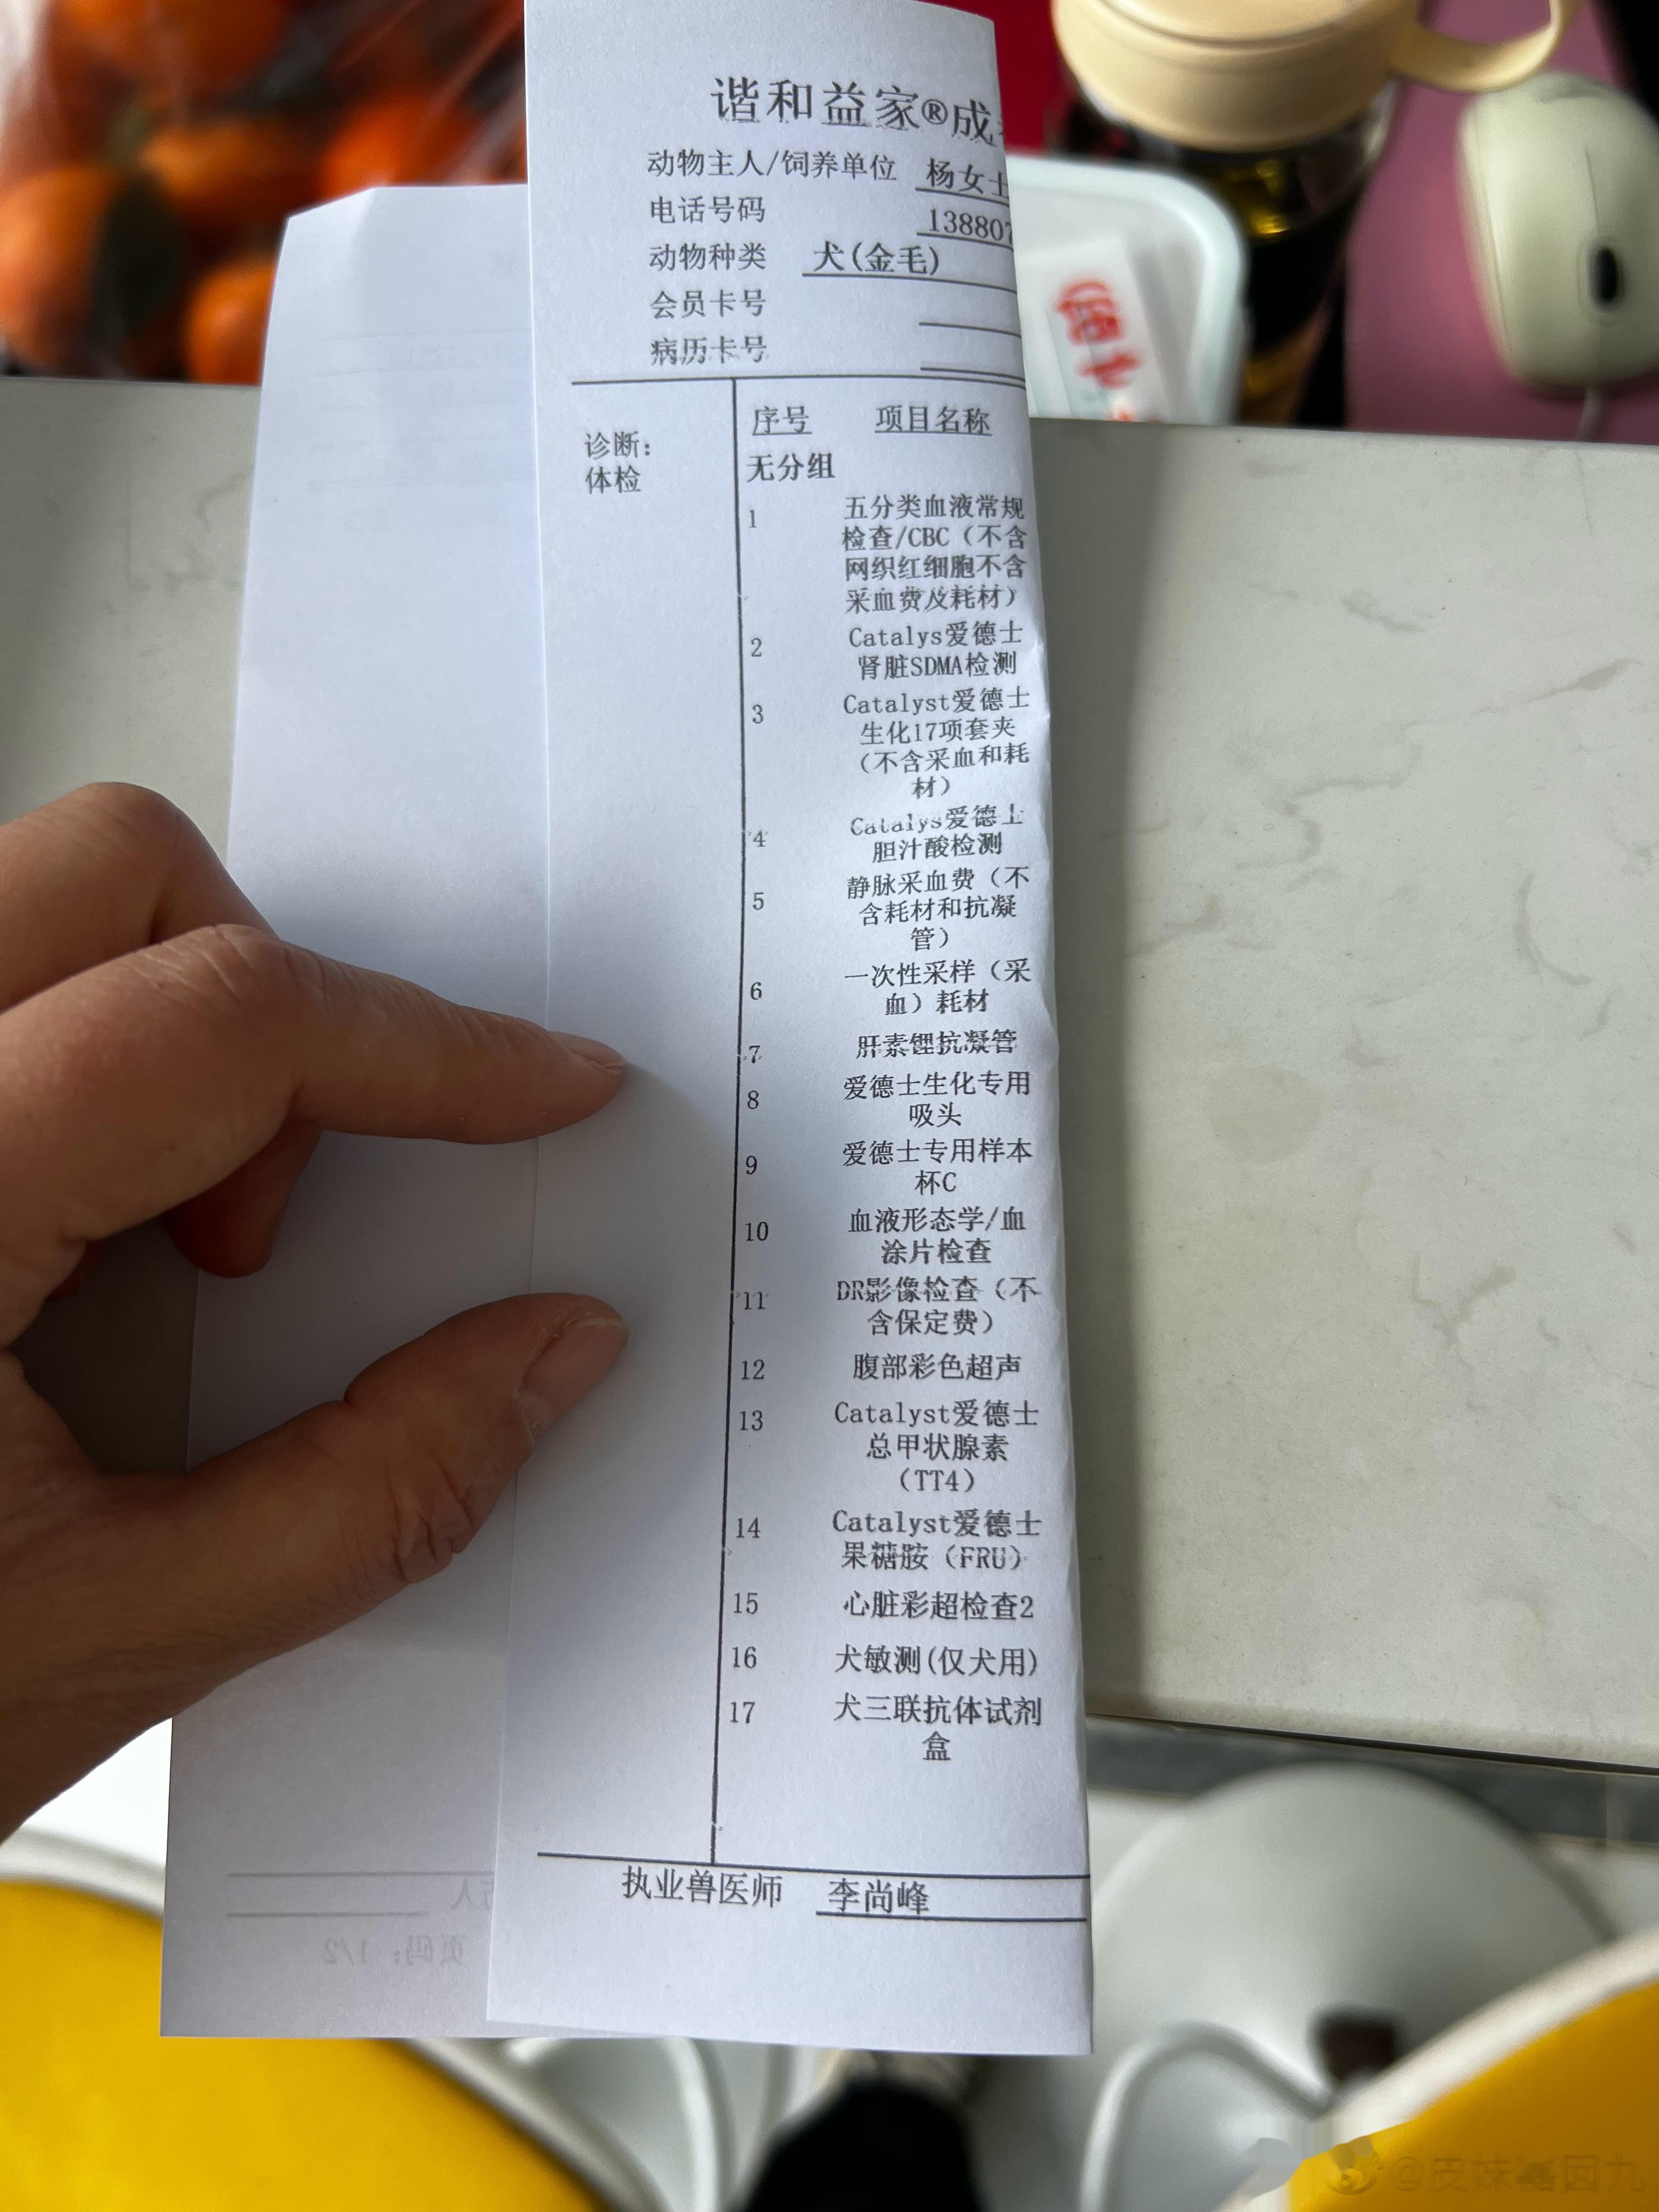 谐和益家®成
动物主人/饲养单位 杨女士
电话号码 138807
动物种类 犬(金毛)
会员卡号
病历卡号
诊断：
体检
序号 项目名称
无分组
1 五分类血液常规
检查/CBC（不含
网织红细胞不含
采血费及耗材）
2 Catalys爱德士
肾脏SDMA检测
3 Catalyst爱德士
生化17项套夹
（不含采血和耗
材）
4 Catalys爱德士
胆汁酸检测
5 静脉采血费（不
含耗材和抗凝
管）
6 一次性采样（采
血）耗材
7 肝素锂抗凝管
8 爱德士生化专用
吸头
9 爱德士专用样本
杯C
10 血液形态学/血
涂片检查
11 DR影像检查（不
含保定费）
12 腹部彩色超声
13 Catalyst爱德士
总甲状腺素
（TT4）
14 Catalyst爱德士
果糖胺（FRU）
15 心脏彩超检查2
16 犬敏测(仅犬用)
17 犬三联抗体试剂
盒
执业兽医师 李尚峰
页码：1/2